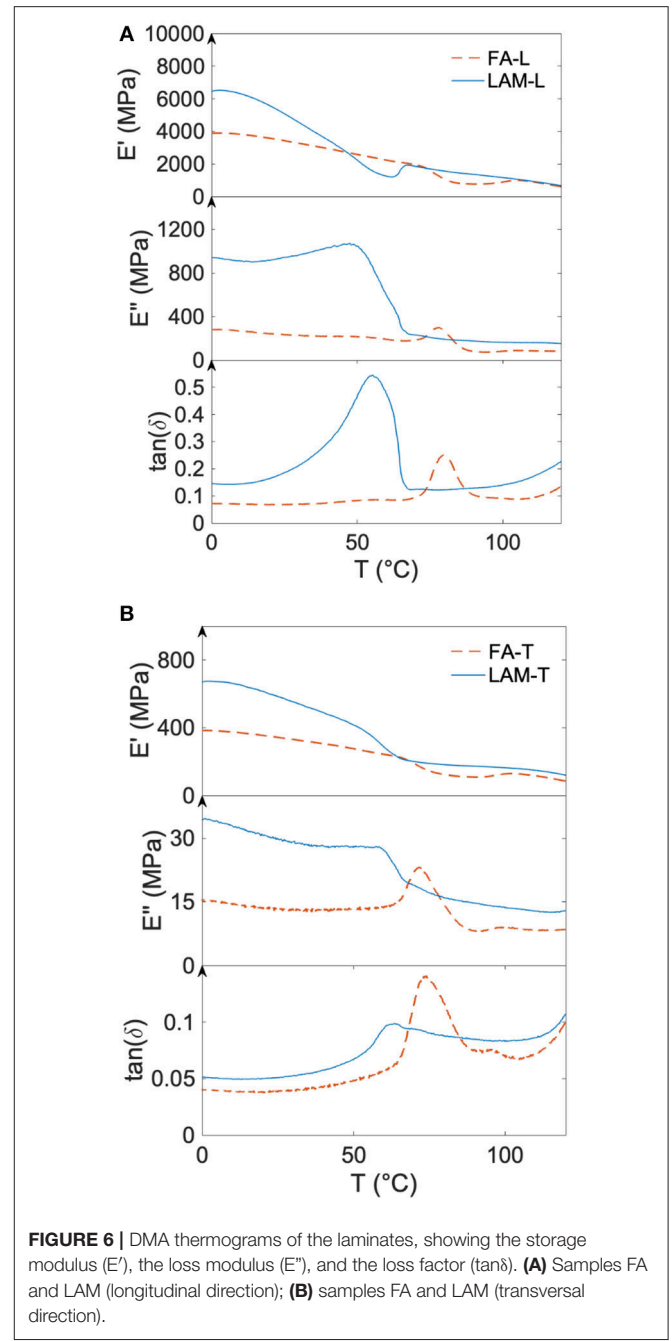 A
10000
8000
6000
4000
2000
0
E' (MPa)
FA-L
LAM-L
1200
800
400
0
E" (MPa)
0.5
0.4
0.3
0.2
0.1
0
tan(δ)
0 50 100
T (°C)
B
800
400
0
E' (MPa)
FA-T
LAM-T
30
15
0
E" (MPa)
0.1
0.05
0
tan(δ)
0 50 100
T (°C)
FIGURE 6 | DMA thermograms of the laminates, showing the storage
modulus (E′), the loss modulus (E”), and the loss factor (tanδ). (A) Samples FA
and LAM (longitudinal direction); (B) samples FA and LAM (transversal
direction).